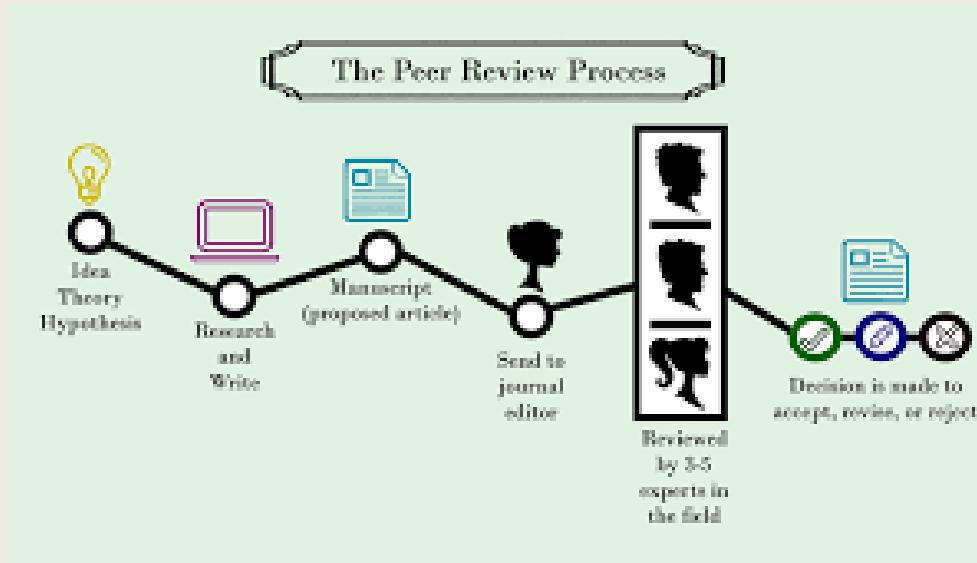 The Peer Review Process
Idea
Theory
Hypothesis
Research
and
Write
Manuscript
(proposed article)
Send to
journal
editor
Reviewed
by 3-5
experts in
the field
Decision is made to
accept, revise, or reject